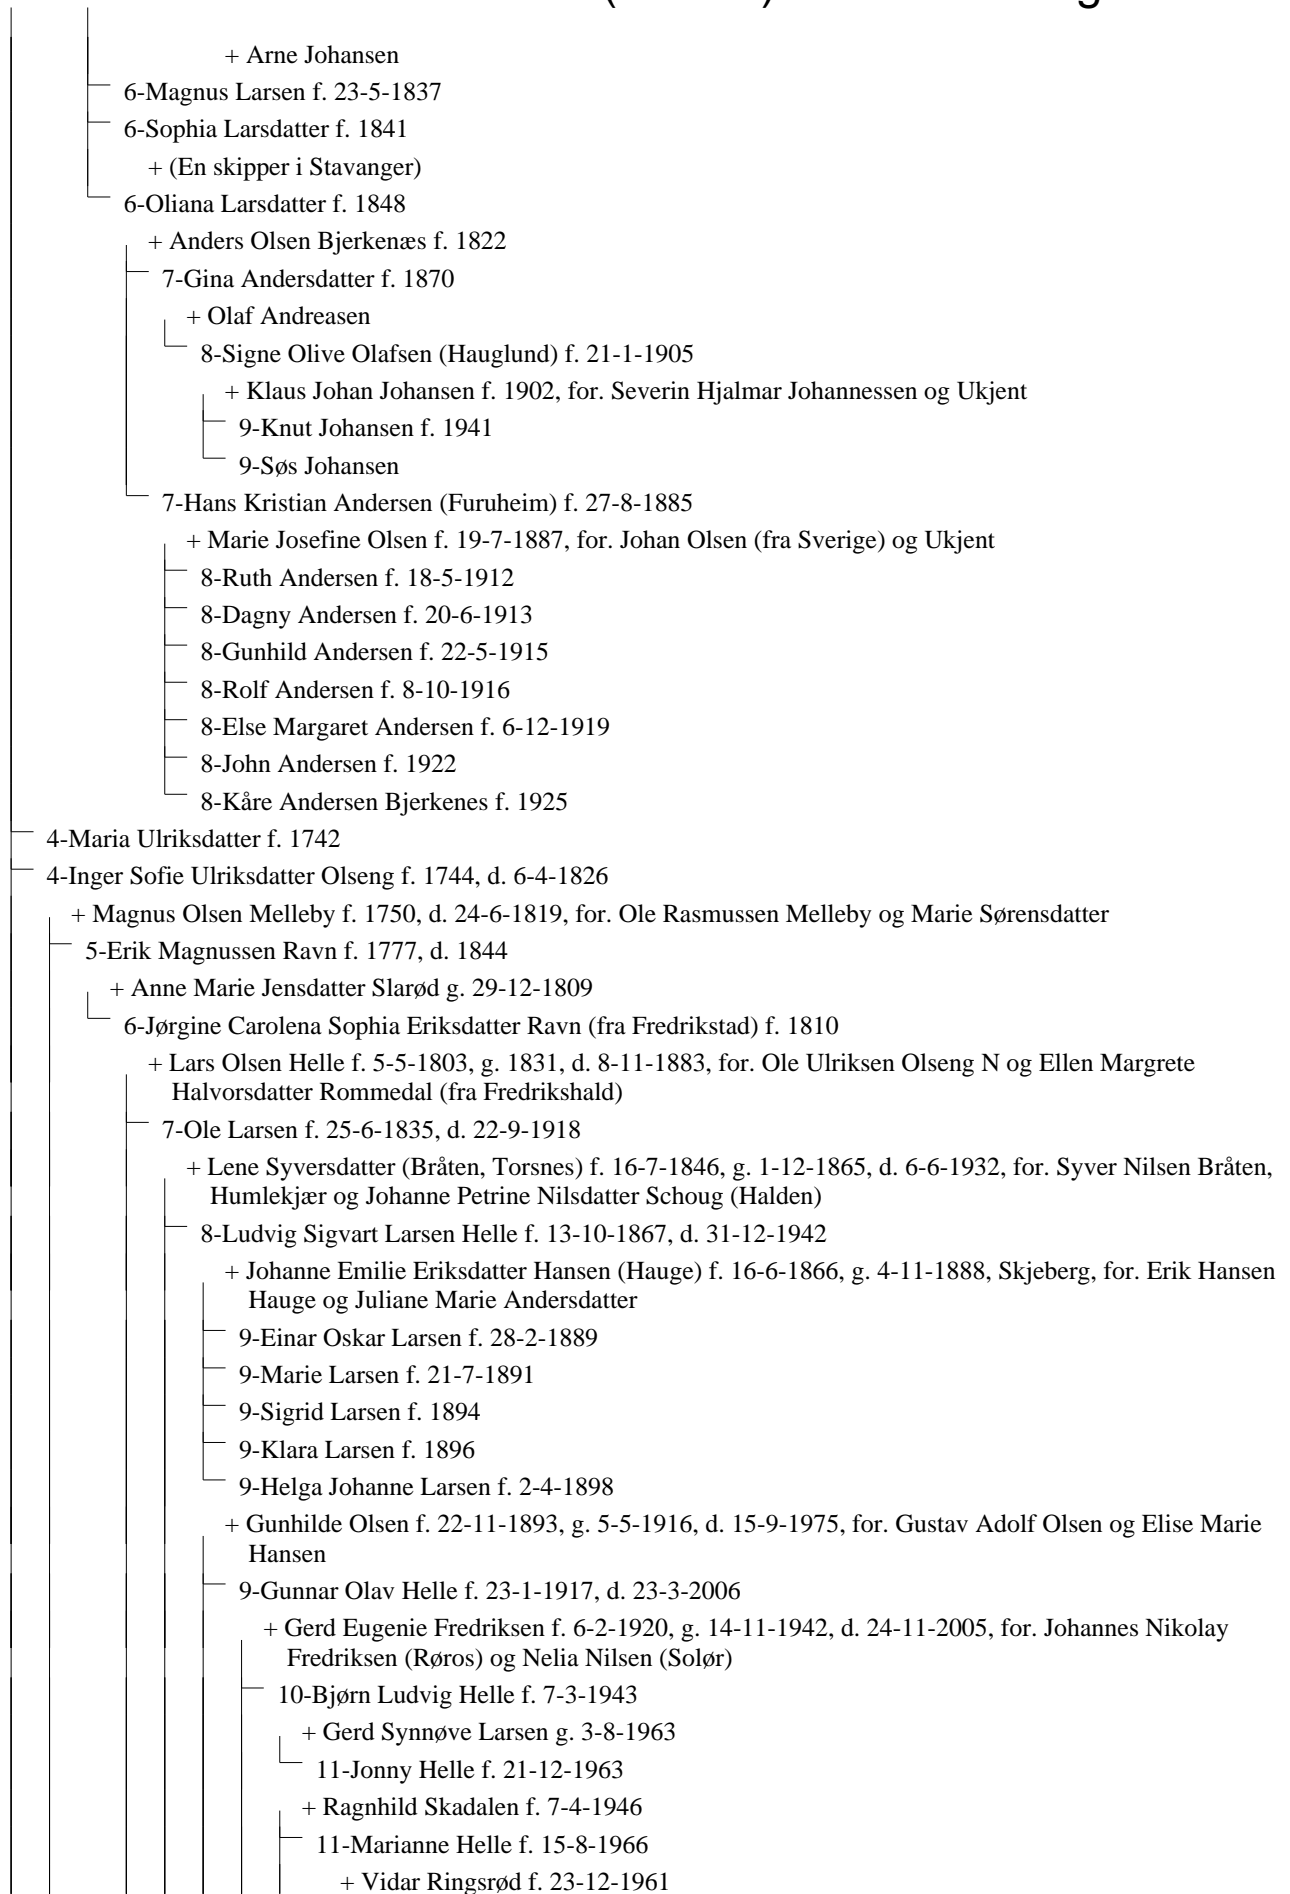 + Arne Johansen
6-Magnus Larsen f. 23-5-1837
6-Sophia Larsdatter f. 1841
+ (En skipper i Stavanger)
6-Oliana Larsdatter f. 1848
+ Anders Olsen Bjerkenæs f. 1822
7-Gina Andersdatter f. 1870
+ Olaf Andreasen
8-Signe Olive Olafsen (Hauglund) f. 21-1-1905
+ Klaus Johan Johansen f. 1902, for. Severin Hjalmar Johannessen og Ukjent
9-Knut Johansen f. 1941
9-Søs Johansen
7-Hans Kristian Andersen (Furuheim) f. 27-8-1885
+ Marie Josefine Olsen f. 19-7-1887, for. Johan Olsen (fra Sverige) og Ukjent
8-Ruth Andersen f. 18-5-1912
8-Dagny Andersen f. 20-6-1913
8-Gunhild Andersen f. 22-5-1915
8-Rolf Andersen f. 8-10-1916
8-Else Margaret Andersen f. 6-12-1919
8-John Andersen f. 1922
8-Kåre Andersen Bjerkenes f. 1925
4-Maria Ulriksdatter f. 1742
4-Inger Sofie Ulriksdatter Olseng f. 1744, d. 6-4-1826
+ Magnus Olsen Melleby f. 1750, d. 24-6-1819, for. Ole Rasmussen Melleby og Marie Sørensdatter
5-Erik Magnussen Ravn f. 1777, d. 1844
+ Anne Marie Jensdatter Slarød g. 29-12-1809
6-Jørgine Carolena Sophia Eriksdatter Ravn (fra Fredrikstad) f. 1810
+ Lars Olsen Helle f. 5-5-1803, g. 1831, d. 8-11-1883, for. Ole Ulriksen Olseng N og Ellen Margrete
Halvorsdatter Rommedal (fra Fredrikshald)
7-Ole Larsen f. 25-6-1835, d. 22-9-1918
+ Lene Syversdatter (Bråten, Torsnes) f. 16-7-1846, g. 1-12-1865, d. 6-6-1932, for. Syver Nilsen Bråten,
Humlekjær og Johanne Petrine Nilsdatter Schoug (Halden)
8-Ludvig Sigvart Larsen Helle f. 13-10-1867, d. 31-12-1942
+ Johanne Emilie Eriksdatter Hansen (Hauge) f. 16-6-1866, g. 4-11-1888, Skjeberg, for. Erik Hansen
Hauge og Juliane Marie Andersdatter
9-Einar Oskar Larsen f. 28-2-1889
9-Marie Larsen f. 21-7-1891
9-Sigrid Larsen f. 1894
9-Klara Larsen f. 1896
9-Helga Johanne Larsen f. 2-4-1898
+ Gunhilde Olsen f. 22-11-1893, g. 5-5-1916, d. 15-9-1975, for. Gustav Adolf Olsen og Elise Marie
Hansen
9-Gunnar Olav Helle f. 23-1-1917, d. 23-3-2006
+ Gerd Eugenie Fredriksen f. 6-2-1920, g. 14-11-1942, d. 24-11-2005, for. Johannes Nikolay
Fredriksen (Røros) og Nelia Nilsen (Solør)
10-Bjørn Ludvig Helle f. 7-3-1943
+ Gerd Synnøve Larsen g. 3-8-1963
11-Jonny Helle f. 21-12-1963
+ Ragnhild Skadalen f. 7-4-1946
11-Marianne Helle f. 15-8-1966
+ Vidar Ringsrød f. 23-12-1961